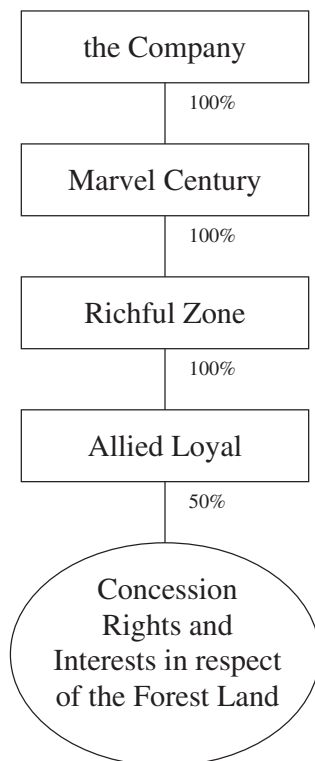 the Company
100%
Marvel Century
100%
Richful Zone
100%
Allied Loyal
50%
Concession
Rights and
Interests in respect
of the Forest Land